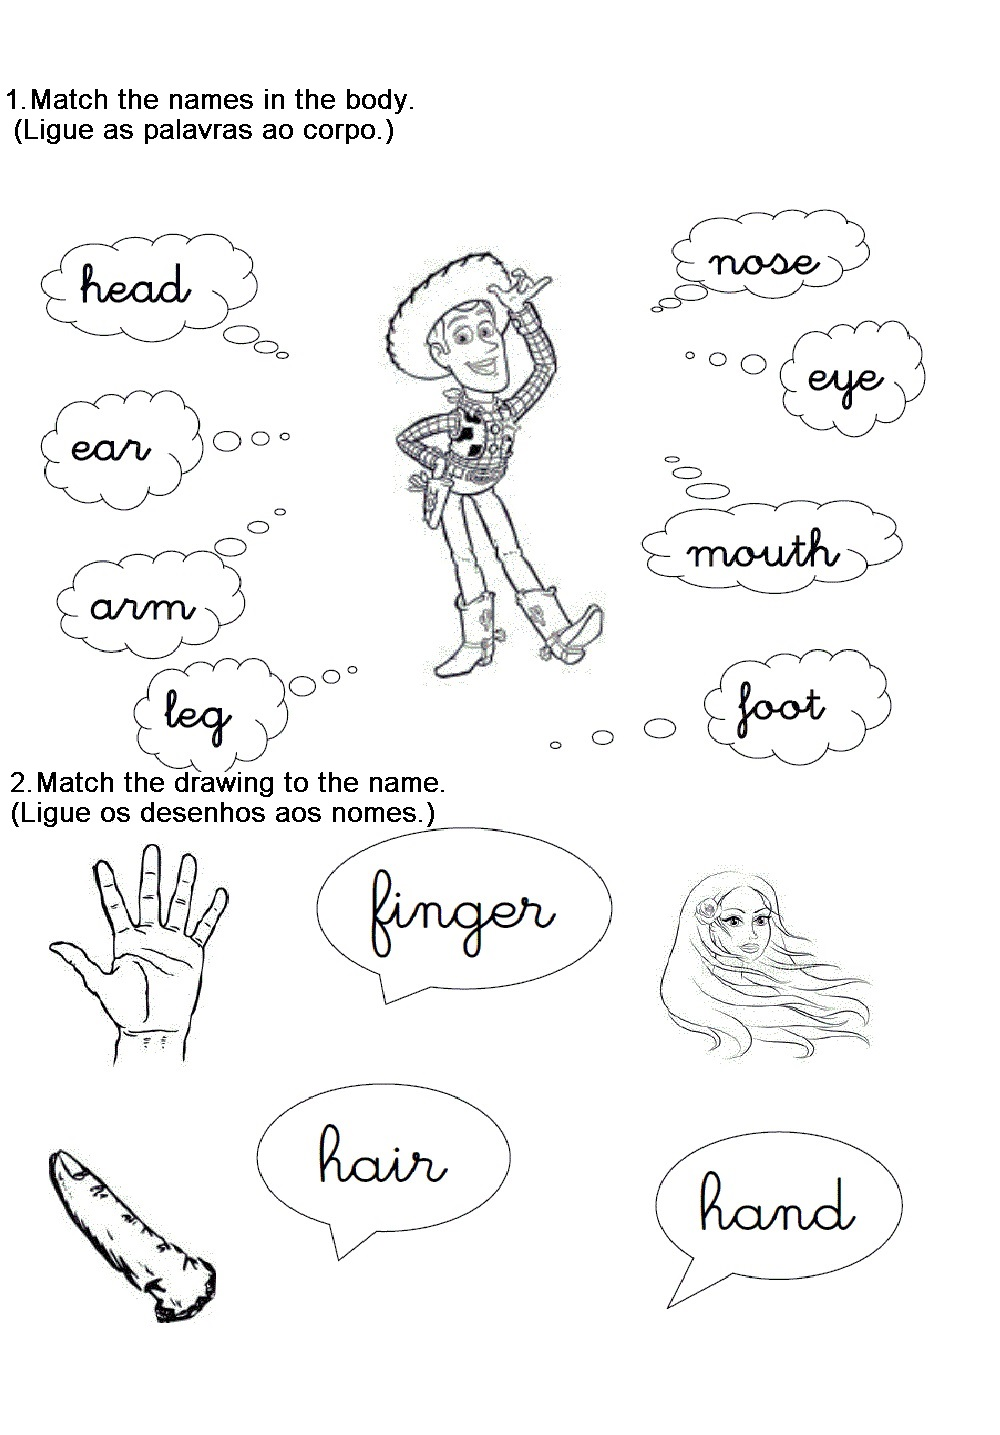 1.Match the names in the body.
(Ligue as palavras ao corpo.)
head
nose
eye
ear
mouth
arm
leg
foot
2.Match the drawing to the name.
(Ligue os desenhos aos nomes.)
finger
hair
hand